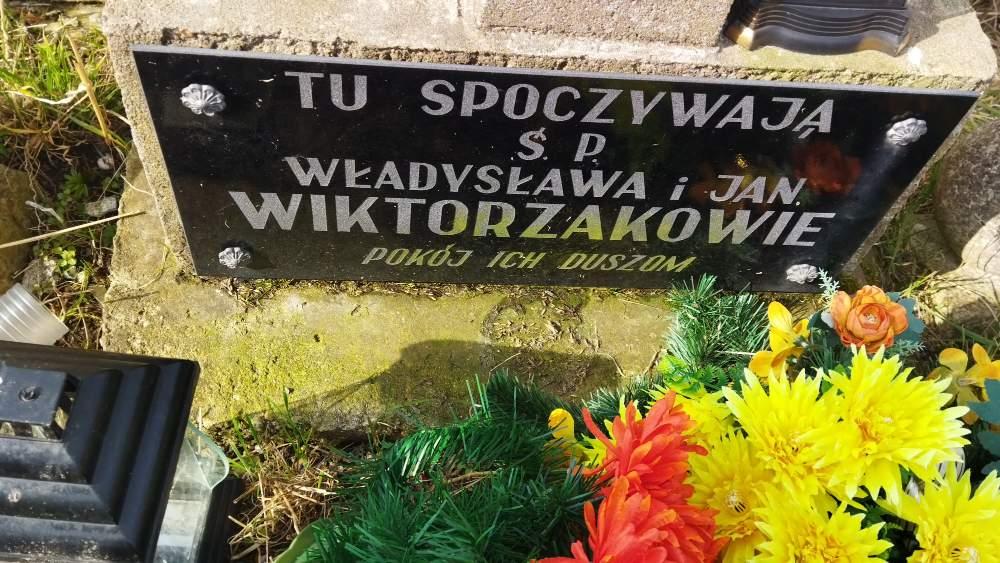 TU SPOCZYWAJĄ
Ś. P.
WŁADYSŁAWA i JAN
WIKTORZAKOWIE
POKÓJ ICH DUSZOM